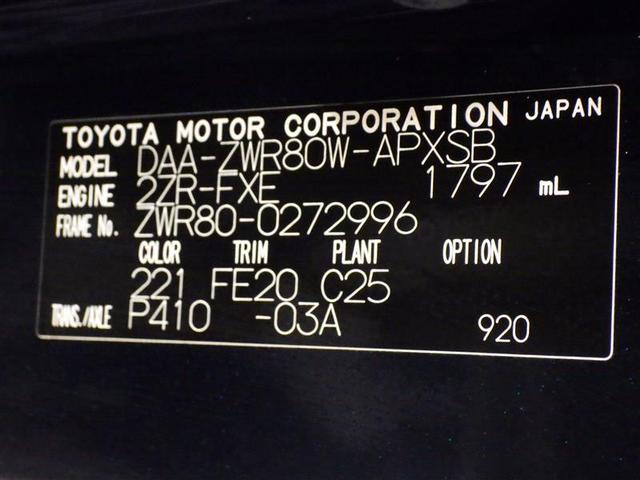 TOYOTA MOTOR CORPORATION JAPAN
MODEL DAA-ZWR80W-APXSB
ENGINE 2ZR-FXE 1797 mL
FRAME No. ZWR80-0272996
COLOR TRIM PLANT OPTION
221 FE20 C25
TRANS./AXLE P410 -03A 920